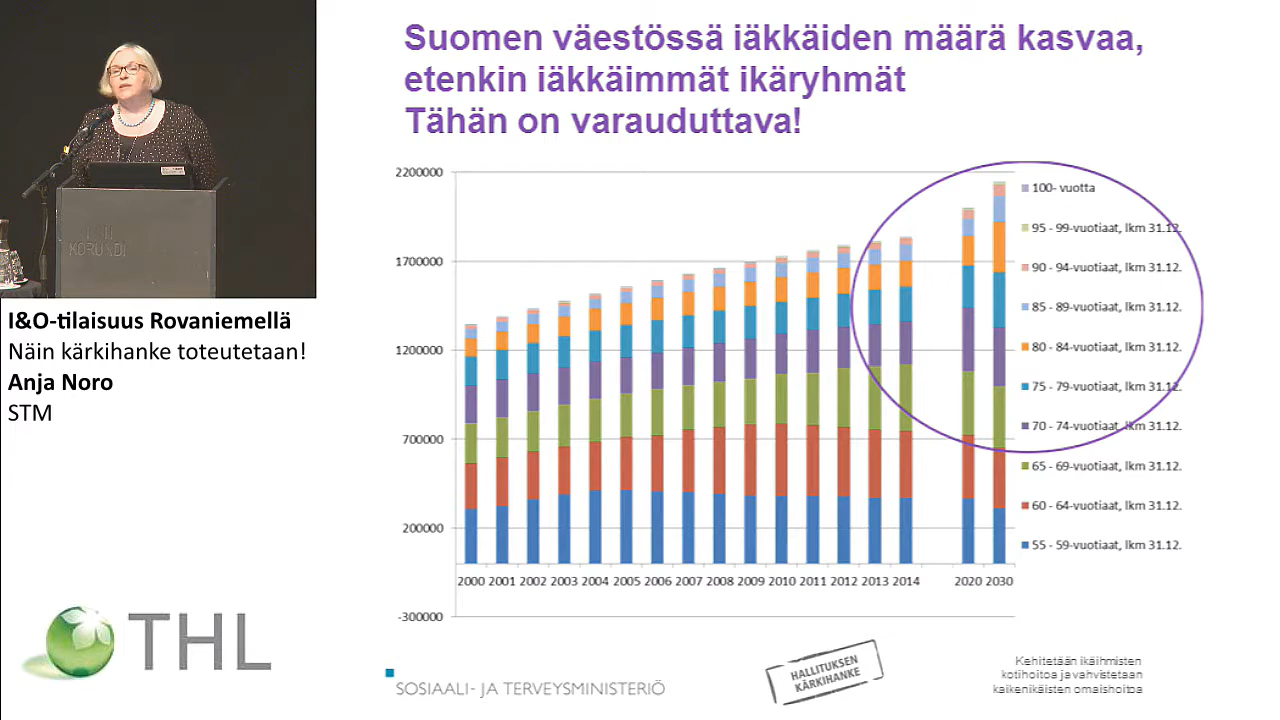 Suomen väestössä iäkkäiden määrä kasvaa,
etenkin iäkkäimmät ikäryhmät
Tähän on varauduttava!
KORUNDI
I&O-tilaisuus Rovaniemellä
Näin kärkihanke toteutetaan!
Anja Noro
STM
THL
2200000
1700000
1200000
700000
200000
-300000
2000 2001 2002 2003 2004 2005 2006 2007 2008 2009 2010 2011 2012 2013 2014 2020 2030
100- vuotta
95 - 99-vuotiaat, lkm 31.12.
90 - 94-vuotiaat, lkm 31.12.
85 - 89-vuotiaat, lkm 31.12.
80 - 84-vuotiaat, lkm 31.12.
75 - 79-vuotiaat, lkm 31.12.
70 - 74-vuotiaat, lkm 31.12.
65 - 69-vuotiaat, lkm 31.12.
60 - 64-vuotiaat, lkm 31.12.
55 - 59-vuotiaat, lkm 31.12.
SOSIAALI- JA TERVEYSMINISTERIÖ
HALLITUKSEN
KÄRKIHANKE
Kehitetään ikäihmisten
kotihoitoa ja vahvistetaan
kaikenikäisten omaishoitoa